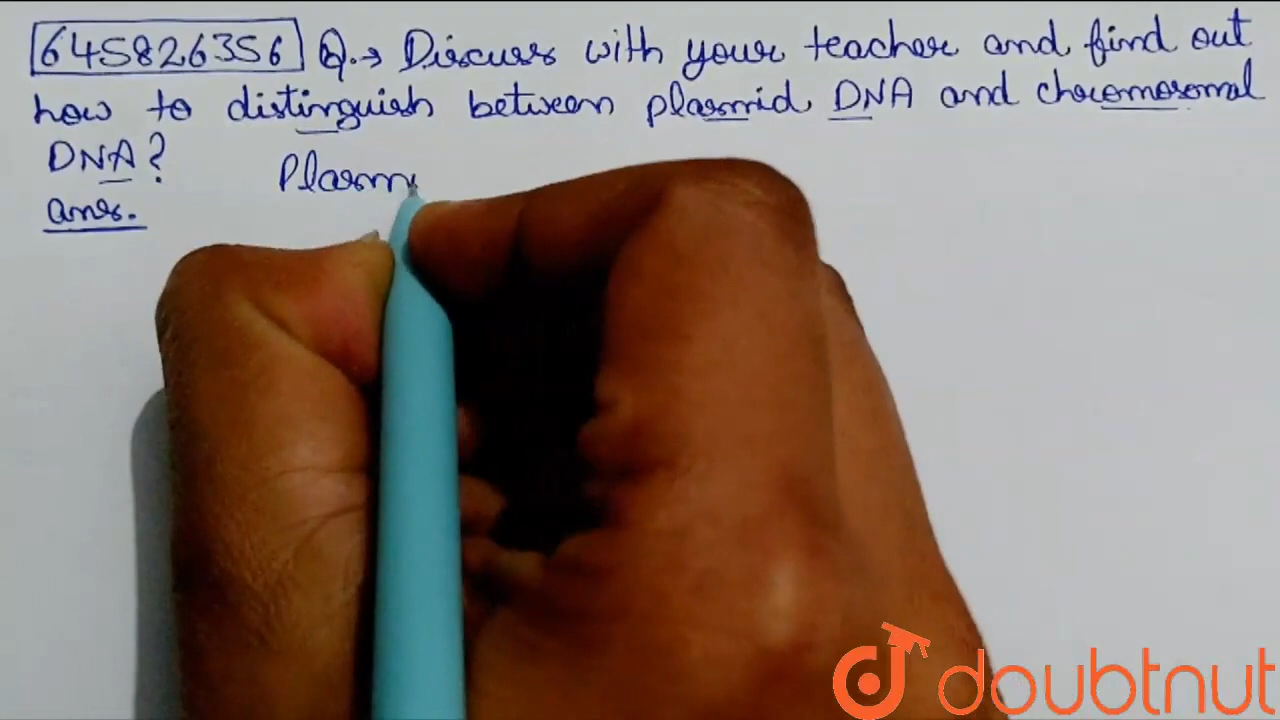 645826356 Q.→ Discuss with your teacher and find out
how to distinguish between plasmid DNA and chromosomal
DNA?
Plasm
ans.
doubtnut